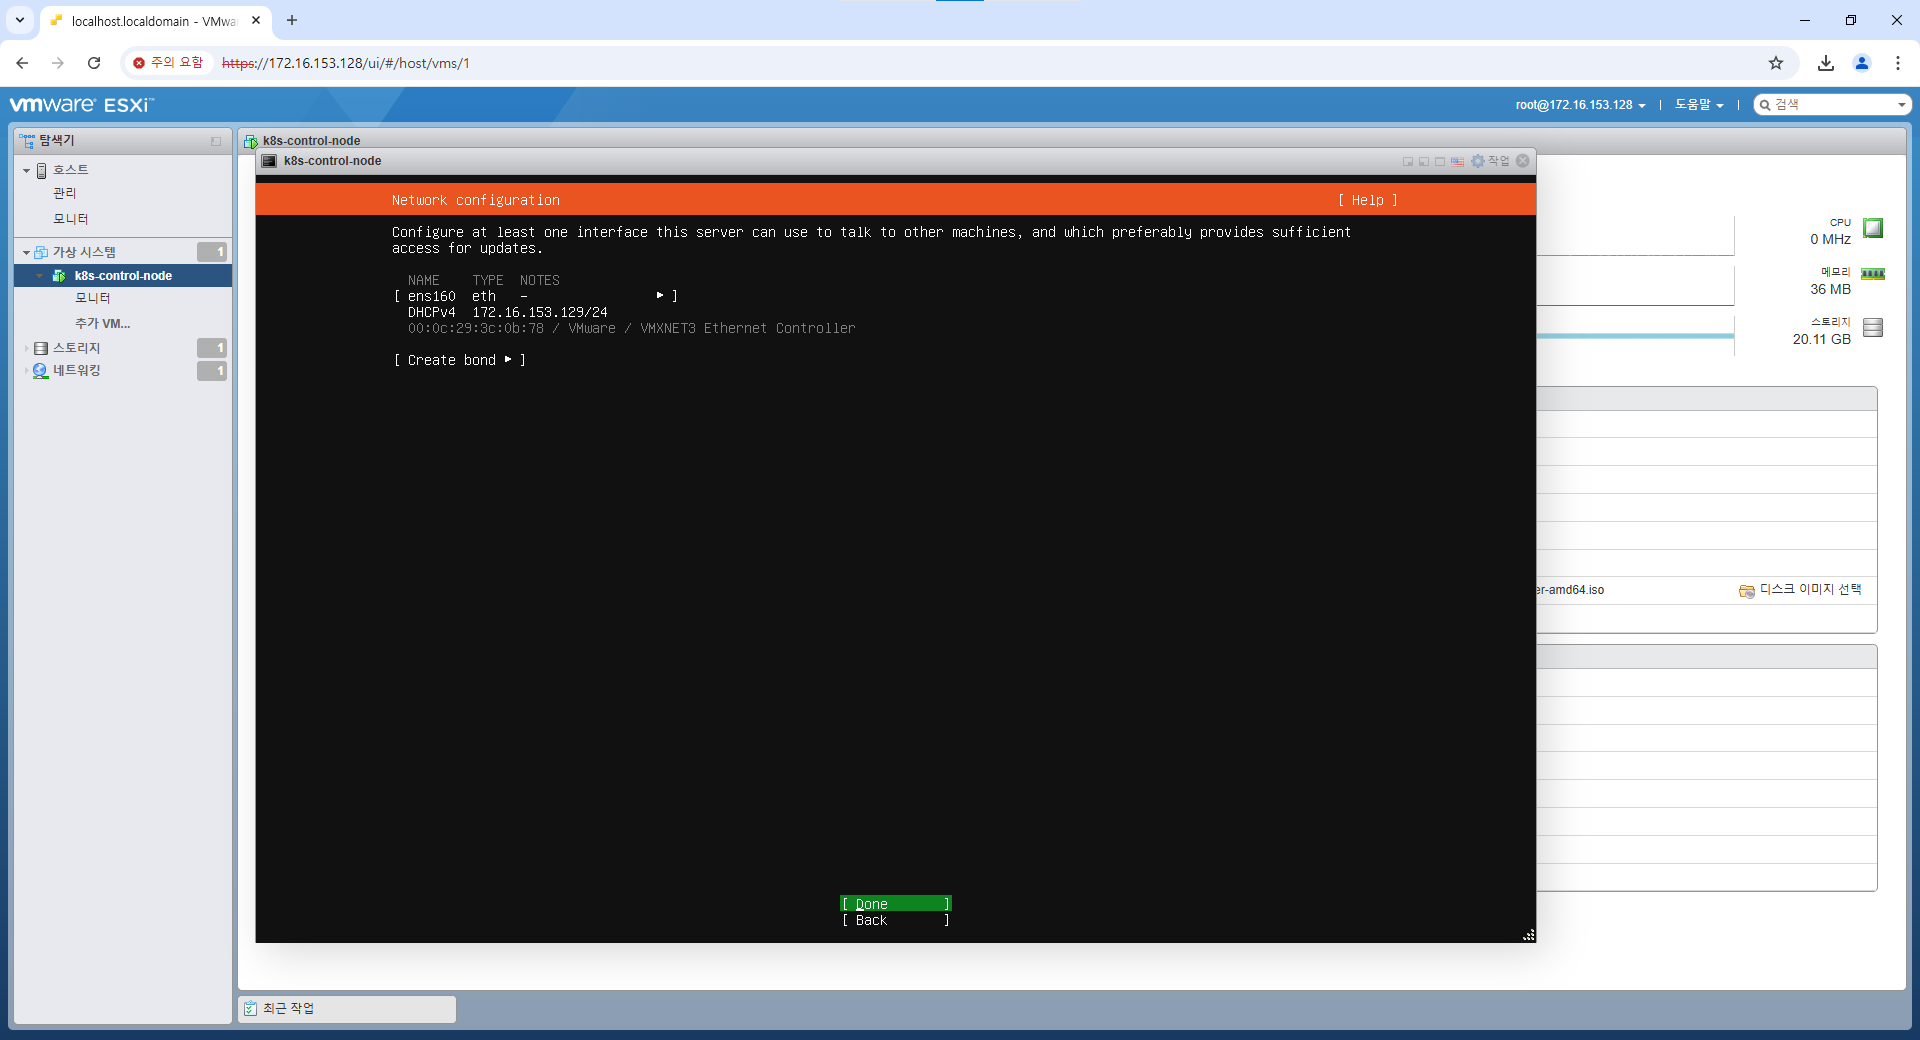 localhost.localdomain - VMwa
주의 요함
https://172.16.153.128/ui/#/host/vms/1
vmware ESXi™
root@172.16.153.128
도움말
검색
탐색기
호스트
관리
모니터
가상 시스템
1
k8s-control-node
모니터
추가 VM...
스토리지
1
네트워킹
1
k8s-control-node
k8s-control-node
작업
Network configuration [ Help ]
Configure at least one interface this server can use to talk to other machines, and which preferably provides sufficient
access for updates.
NAME TYPE NOTES
[ ens160 eth – ▸ ]
DHCPv4 172.16.153.129/24
00:0c:29:3c:0b:78 / VMware / VMXNET3 Ethernet Controller
[ Create bond ▸ ]
[ Done ]
[ Back ]
CPU
0 MHz
메모리
36 MB
스토리지
20.11 GB
er-amd64.iso
디스크 이미지 선택
최근 작업